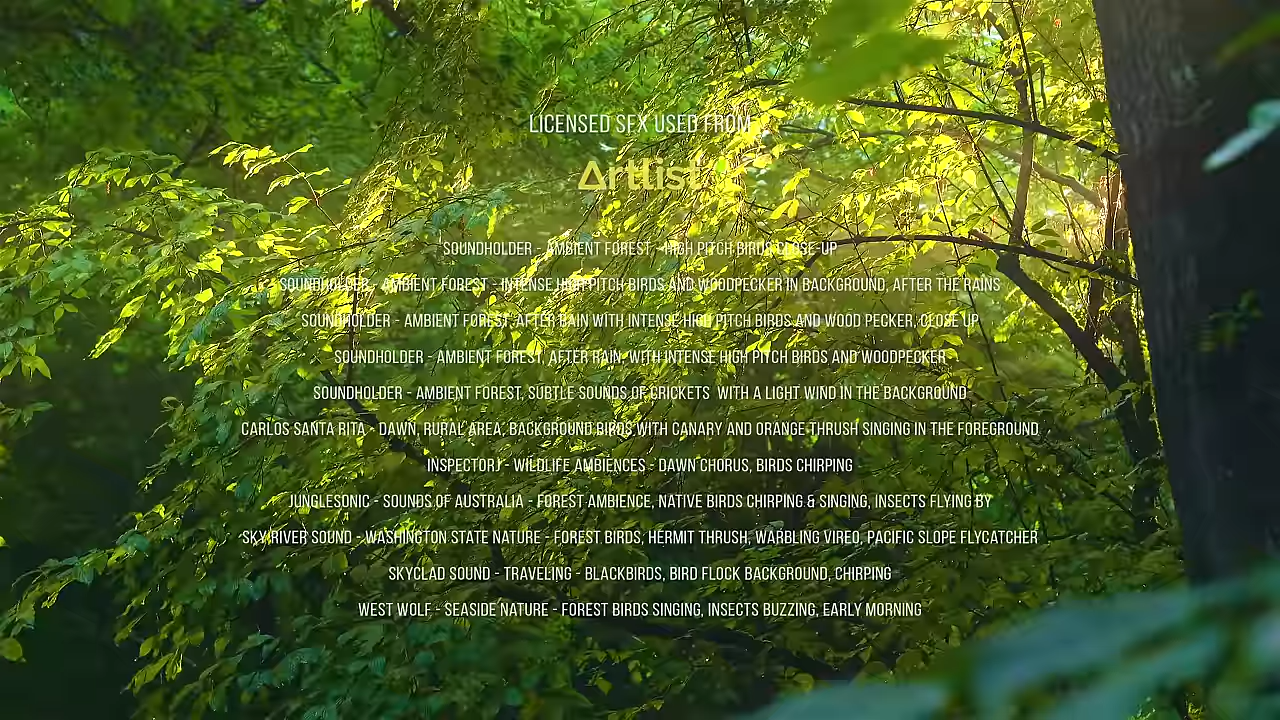 LICENSED SFX USED FROM
Artlist
SOUNDHOLDER - AMBIENT FOREST - HIGH PITCH BIRDS CLOSE-UP
SOUNDHOLDER - AMBIENT FOREST - INTENSE HIGH PITCH BIRDS AND WOODPECKER IN BACKGROUND, AFTER THE RAINS
SOUNDHOLDER - AMBIENT FOREST, AFTER RAIN WITH INTENSE HIGH PITCH BIRDS AND WOOD PECKER, CLOSE UP
SOUNDHOLDER - AMBIENT FOREST, AFTER RAIN, WITH INTENSE HIGH PITCH BIRDS AND WOODPECKER
SOUNDHOLDER - AMBIENT FOREST, SUBTLE SOUNDS OF CRICKETS WITH A LIGHT WIND IN THE BACKGROUND
CARLOS SANTA RITA - DAWN, RURAL AREA, BACKGROUND BIRDS WITH CANARY AND ORANGE THRUSH SINGING IN THE FOREGROUND
INSPECTORJ - WILDLIFE AMBIENCES - DAWN CHORUS, BIRDS CHIRPING
JUNGLESONIC - SOUNDS OF AUSTRALIA - FOREST AMBIENCE, NATIVE BIRDS CHIRPING & SINGING, INSECTS FLYING BY
SKY RIVER SOUND - WASHINGTON STATE NATURE - FOREST BIRDS, HERMIT THRUSH, WARBLING VIREO, PACIFIC SLOPE FLYCATCHER
SKYCLAD SOUND - TRAVELING - BLACKBIRDS, BIRD FLOCK BACKGROUND, CHIRPING
WEST WOLF - SEASIDE NATURE - FOREST BIRDS SINGING, INSECTS BUZZING, EARLY MORNING